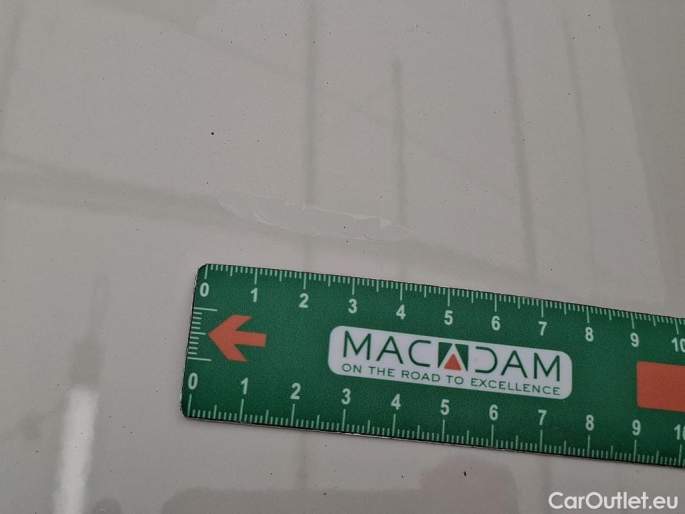 0 1 2 3 4 5 6 7 8 9 10
MACADAM
ON THE ROAD TO EXCELLENCE
0 1 2 3 4 5 6 7 8 9 10
CarOutlet.eu